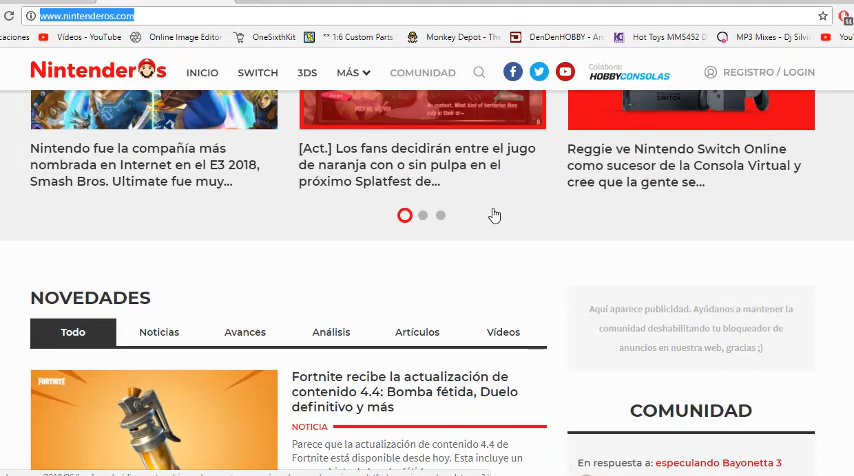 www.nintenderos.com
Vídeos - YouTube
Online Image Editor
OneSixthKit
** 1:6 Custom Parts
Monkey Depot - The
DenDenHOBBY - An
Hot Toys MMS452 D
MP3 Mixes - Dj Silvi
NintenderOs
INICIO
SWITCH
3DS
MÁS
COMUNIDAD
Colabora:
HOBBYCONSOLAS
REGISTRO / LOGIN
SWITCH
Nintendo fue la compañía más
nombrada en Internet en el E3 2018,
Smash Bros. Ultimate fue muy...
[Act.] Los fans decidirán entre el jugo
de naranja con o sin pulpa en el
próximo Splatfest de...
Reggie ve Nintendo Switch Online
como sucesor de la Consola Virtual y
cree que la gente se...
NOVEDADES
Todo
Noticias
Avances
Análisis
Artículos
Vídeos
Aquí aparece publicidad. Ayúdanos a mantener la
comunidad deshabilitando tu bloqueador de
anuncios en nuestra web, gracias ;)
FORTNITE
Fortnite recibe la actualización de
contenido 4.4: Bomba fétida, Duelo
definitivo y más
NOTICIA
Parece que la actualización de contenido 4.4 de
Fortnite está disponible desde hoy. Esta incluye un
COMUNIDAD
En respuesta a: especulando Bayonetta 3